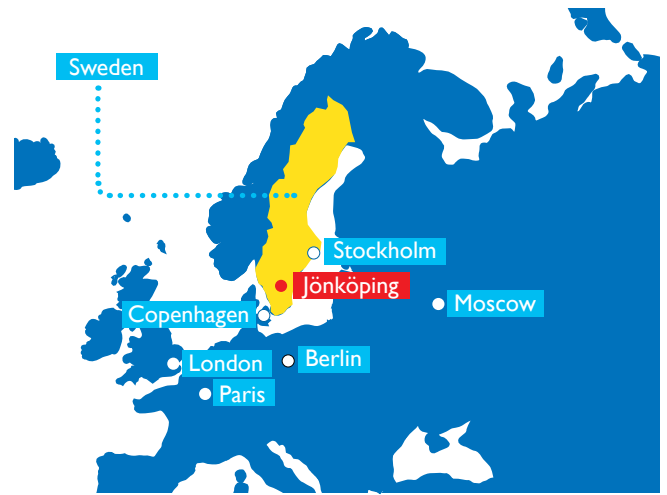 Sweden
Stockholm
Jönköping
Moscow
Copenhagen
London
Berlin
Paris